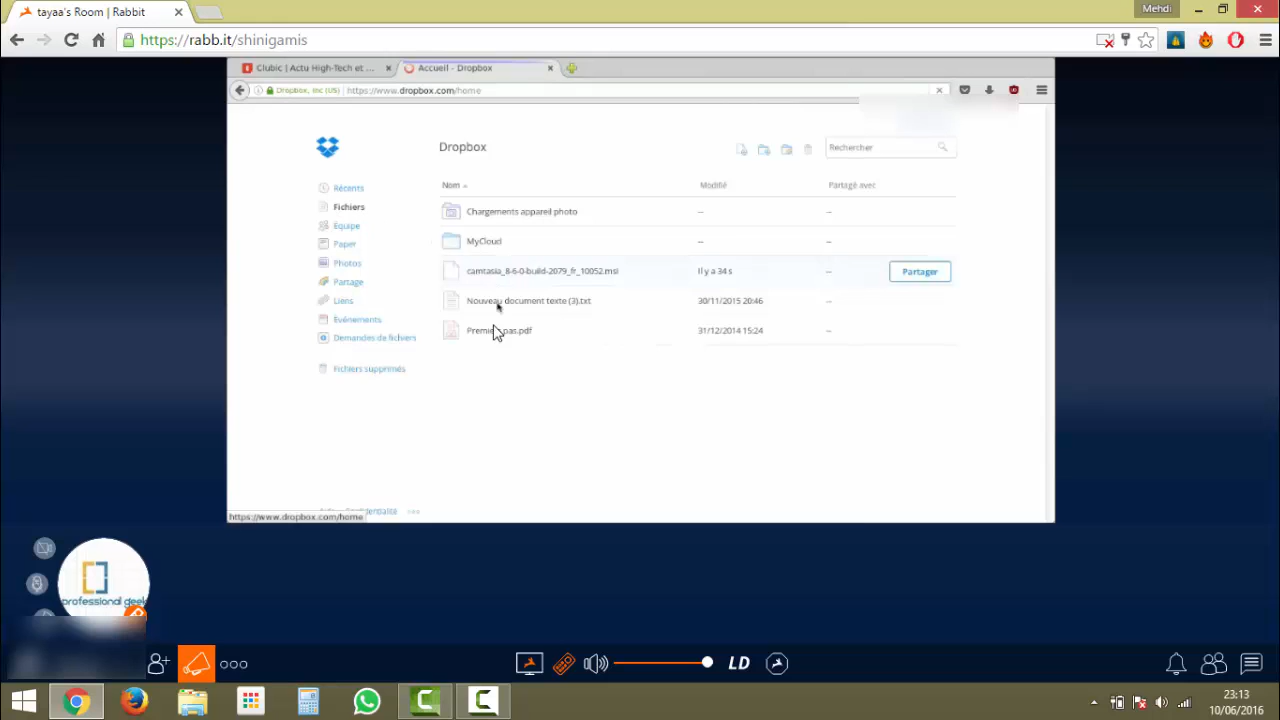 tayaa's Room | Rabbit
Mehdi
https://rabb.it/shinigamis
Clubic | Actu High-Tech et ...
Accueil - Dropbox
Dropbox, Inc (US)
https://www.dropbox.com/home
Dropbox
Rechercher
Nom
Modifié
Partagé avec
Récents
Fichiers
Équipe
Paper
Photos
Partage
Liens
Événements
Demandes de fichiers
Fichiers supprimés
Chargements appareil photo
--
--
MyCloud
--
--
camtasia_8-6-0-build-2079_fr_10052.msi
Il y a 34 s
--
Partager
Nouveau document texte (3).txt
30/11/2015 20:46
--
31/12/2014 15:24
--
https://www.dropbox.com/home
professional geek
LD
23:13
10/06/2016